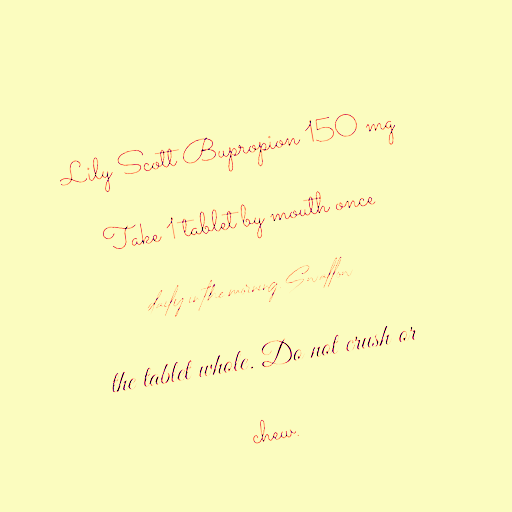 Lily Scott Bupropion 150 mg
Take 1 tablet by mouth once
daily in the morning. Swallow
the tablet whole. Do not crush or
chew.